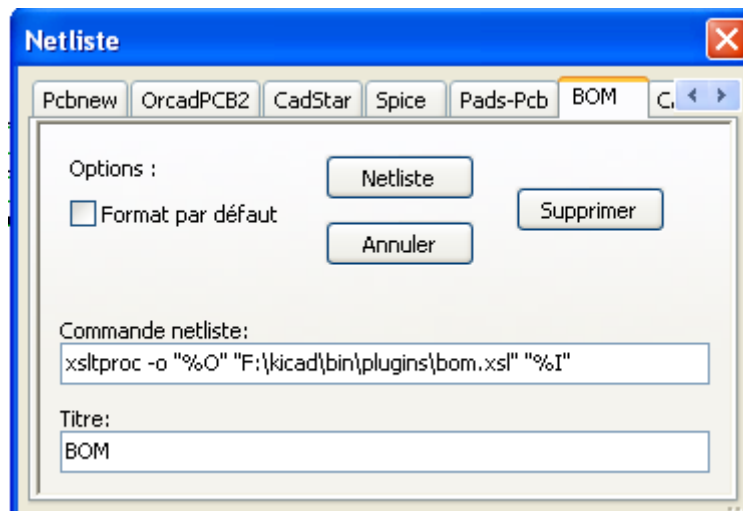 Netliste
Pcbnew OrcadPCB2 CadStar Spice Pads-Pcb BOM
Options :
Netliste
Format par défaut
Supprimer
Annuler
Commande netliste:
xsltproc -o "%O" "F:\kicad\bin\plugins\bom.xsl" "%I"
Titre:
BOM